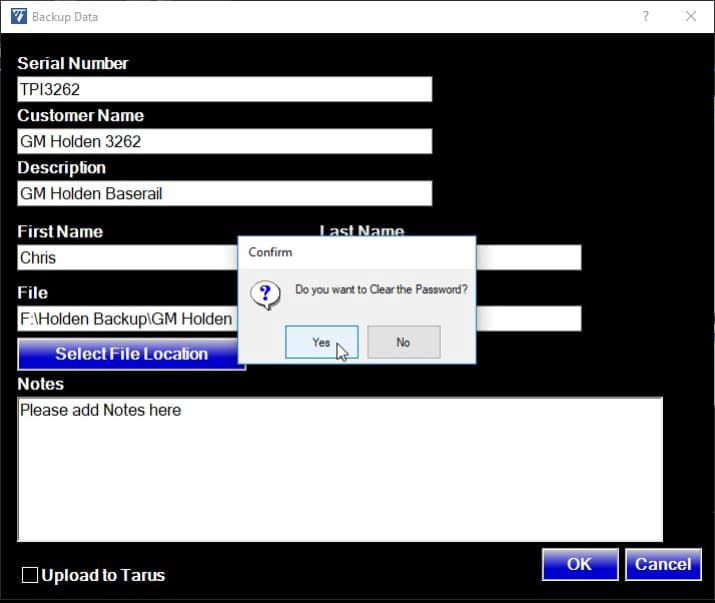 Backup Data
Serial Number
TPI3262
Customer Name
GM Holden 3262
Description
GM Holden Baserail
First Name Last Name
Chris
Confirm
Do you want to Clear the Password?
Yes No
File
F:\Holden Backup\GM Holden
Select File Location
Notes
Please add Notes here
Upload to Tarus
OK Cancel